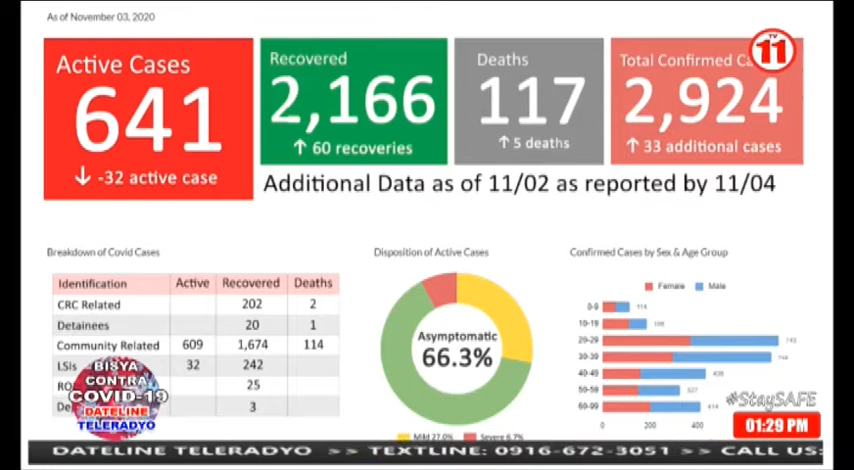 As of November 03, 2020
Active Cases
641
↓ -32 active case
Recovered
2,166
↑ 60 recoveries
Deaths
117
↑ 5 deaths
Total Confirmed
2,924
↑ 33 additional cases
TV
11
Additional Data as of 11/02 as reported by 11/04
Breakdown of Covid Cases
Identification Active Recovered Deaths
CRC Related 202 2
Detainees 20 1
Community Related 609 1,674 114
LSIs 32 242
25
3
BISYA
CONTRA
COVID-19
DATELINE
TELERADYO
Disposition of Active Cases
Asymptomatic
66.3%
Mild 27.0% Severe 6.7%
Confirmed Cases by Sex & Age Group
Female Male
0-9 114
10-19
20-29
30-39
40-49
50-59
60-99
0 200 400 600
#StaySAFE
01:29 PM
DATELINE TELERADYO >> TEXTLINE: 0916-672-3051 >> CALL US: